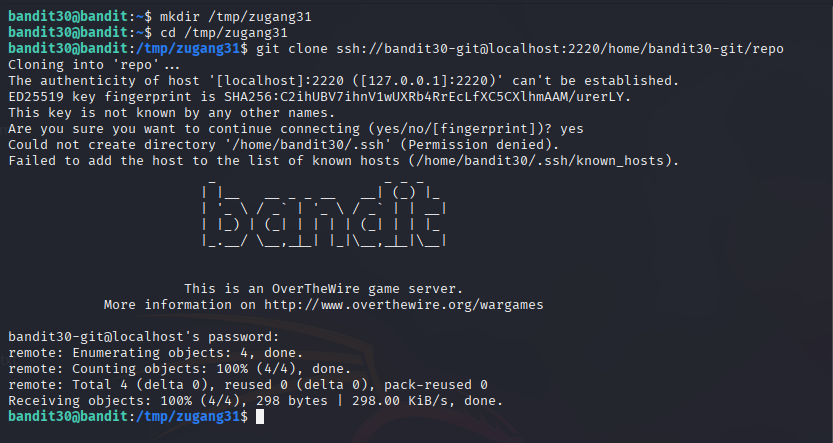 bandit30@bandit:~$ mkdir /tmp/zugang31
bandit30@bandit:~$ cd /tmp/zugang31
bandit30@bandit:/tmp/zugang31$ git clone ssh://bandit30-git@localhost:2220/home/bandit30-git/repo
Cloning into 'repo'...
The authenticity of host '[localhost]:2220 ([127.0.0.1]:2220)' can't be established.
ED25519 key fingerprint is SHA256:C2ihUBV7ihnV1wUXRb4RrEcLfXC5CXlhmAAM/urerLY.
This key is not known by any other names.
Are you sure you want to continue connecting (yes/no/[fingerprint])? yes
Could not create directory '/home/bandit30/.ssh' (Permission denied).
Failed to add the host to the list of known hosts (/home/bandit30/.ssh/known_hosts).
bandit
This is an OverTheWire game server.
More information on http://www.overthewire.org/wargames
bandit30-git@localhost's password:
remote: Enumerating objects: 4, done.
remote: Counting objects: 100% (4/4), done.
remote: Total 4 (delta 0), reused 0 (delta 0), pack-reused 0
Receiving objects: 100% (4/4), 298 bytes | 298.00 KiB/s, done.
bandit30@bandit:/tmp/zugang31$